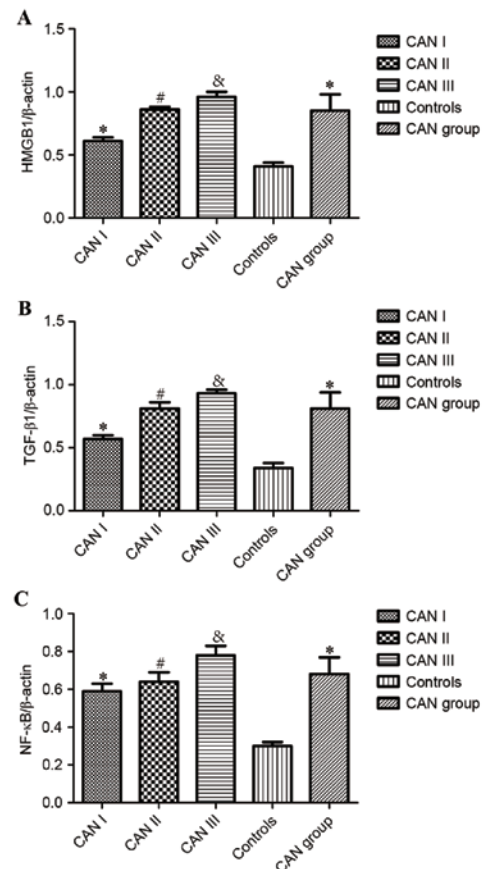 A
HMGB1/β-actin
1.5
1.0
0.5
0.0
*
#
&
*
CAN I
CAN II
CAN III
Controls
CAN group
CAN I
CAN II
CAN III
Controls
CAN group
B
TGF-β1/β-actin
1.5
1.0
0.5
0.0
*
#
&
*
CAN I
CAN II
CAN III
Controls
CAN group
CAN I
CAN II
CAN III
Controls
CAN group
C
NF-κB/β-actin
1.0
0.8
0.6
0.4
0.2
0.0
*
#
&
*
CAN I
CAN II
CAN III
Controls
CAN group
CAN I
CAN II
CAN III
Controls
CAN group